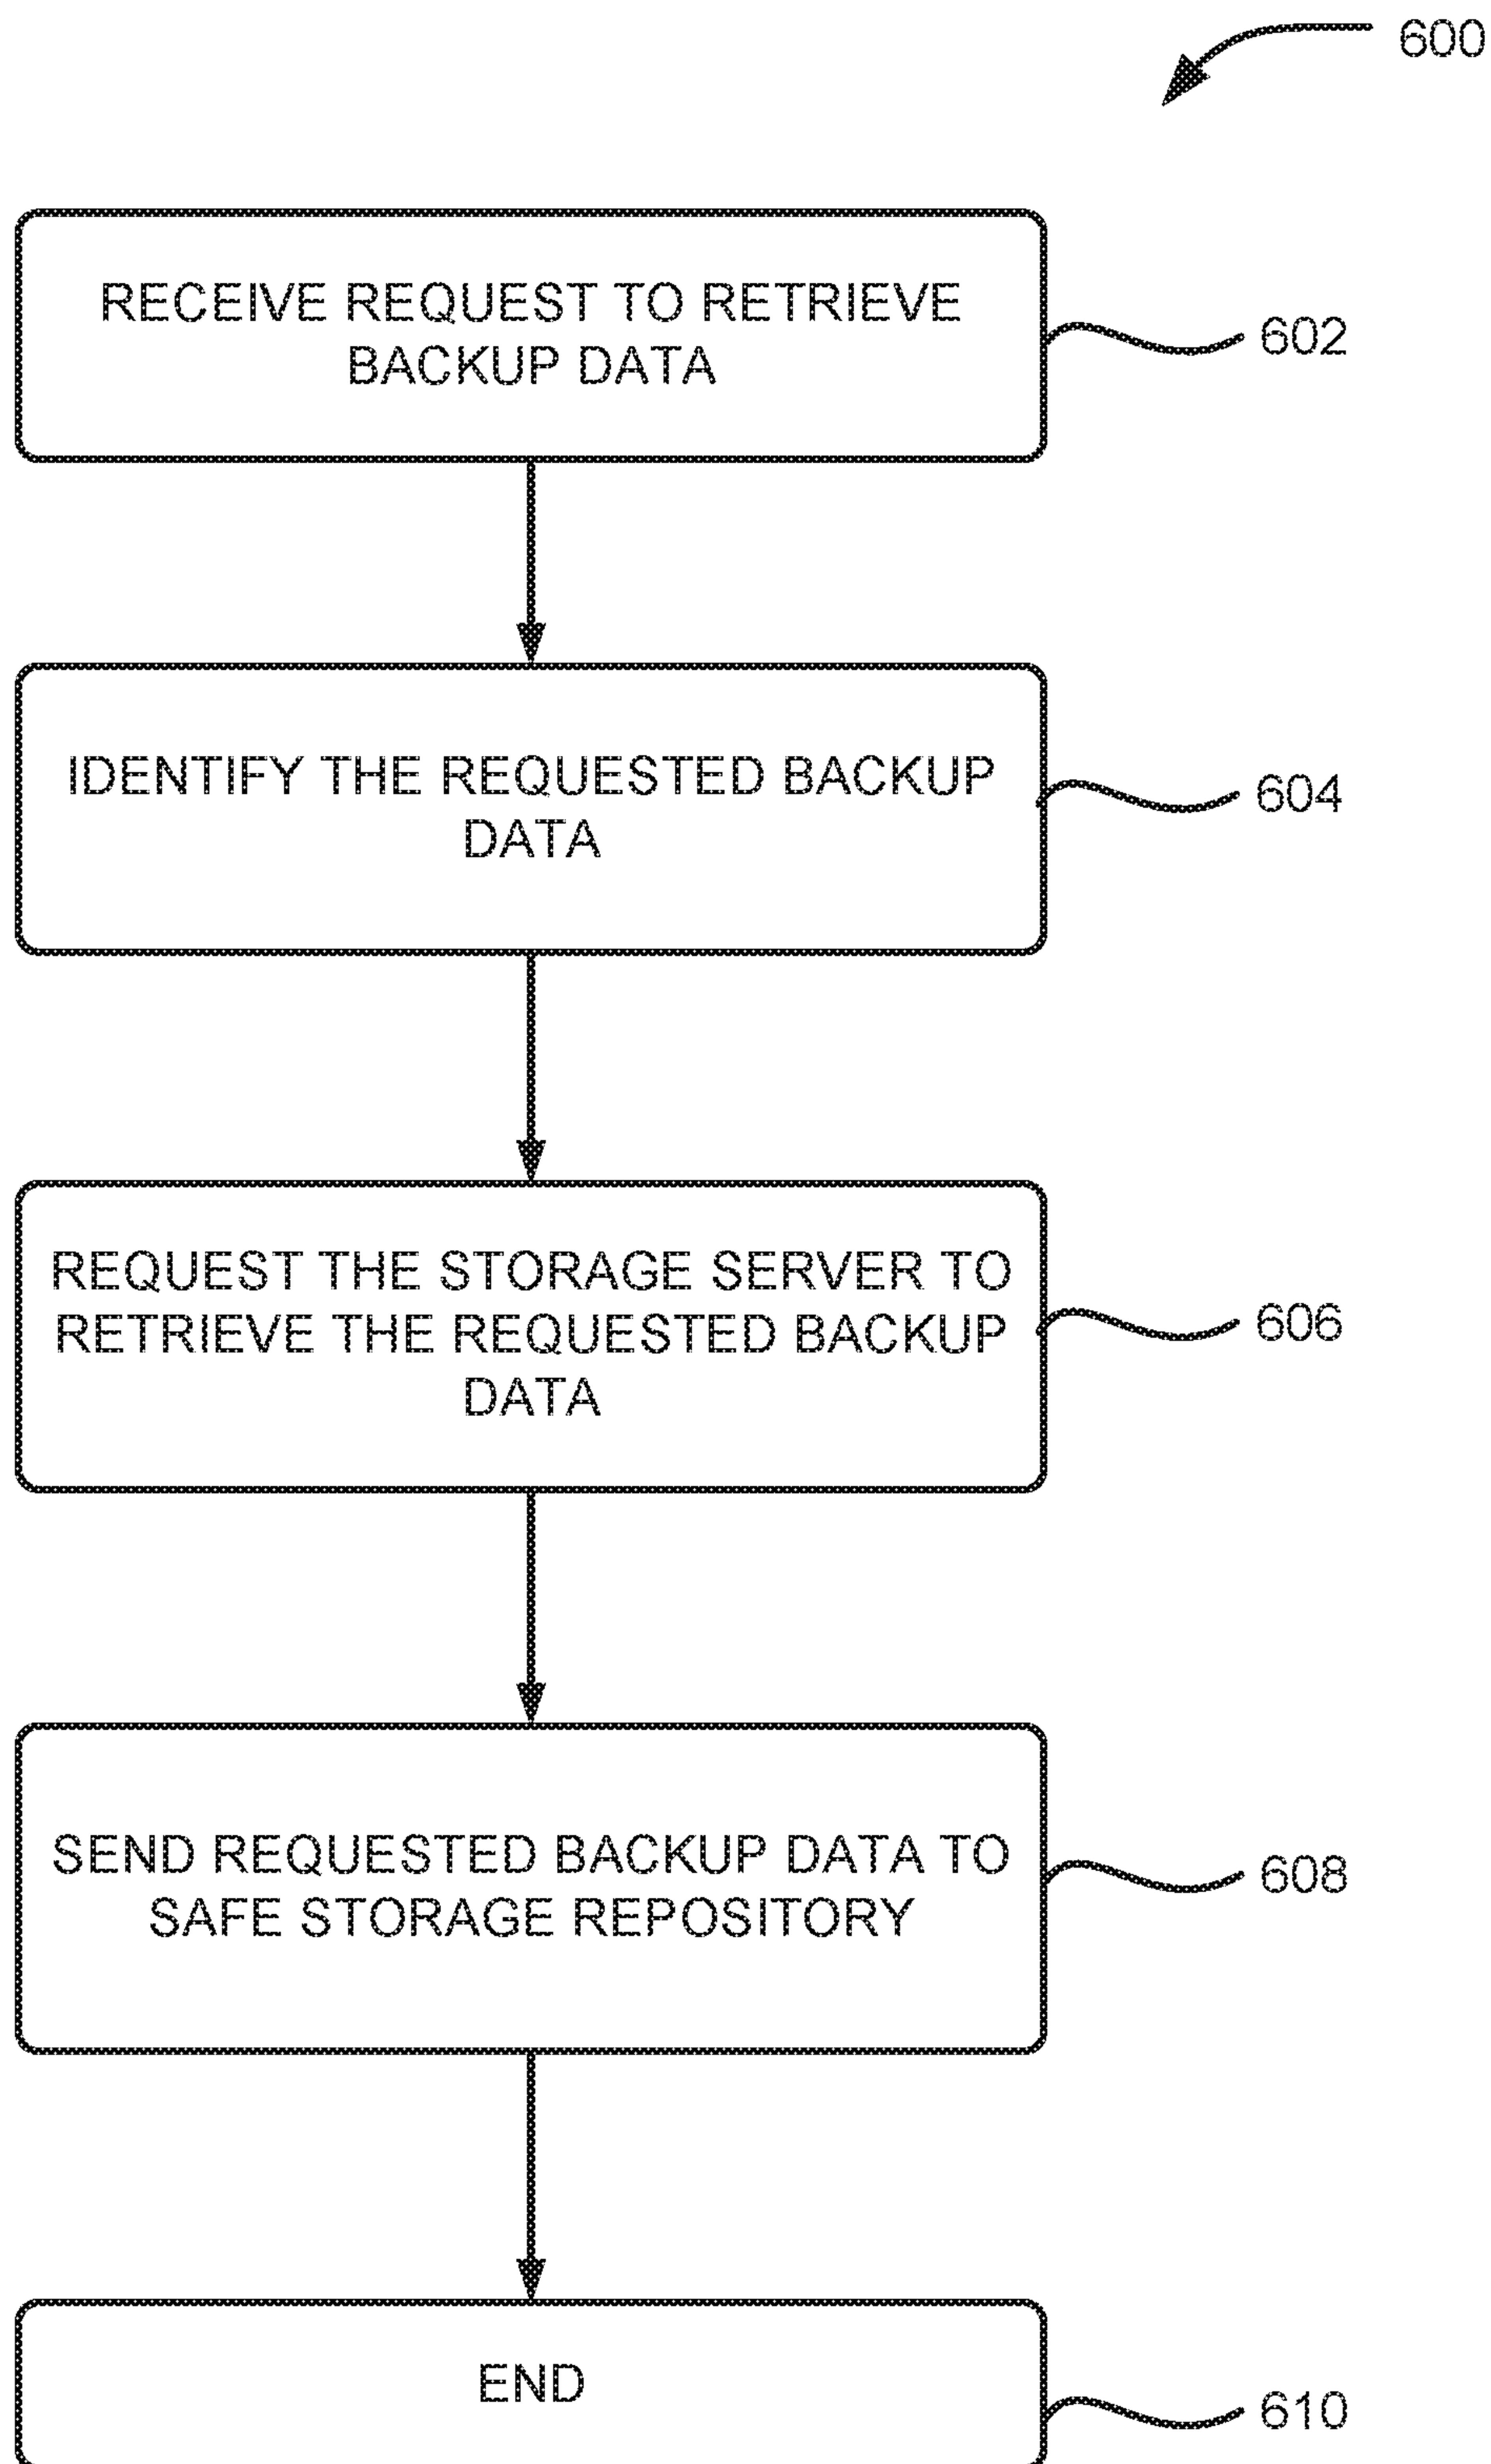 600
RECEIVE REQUEST TO RETRIEVE
BACKUP DATA
602
IDENTIFY THE REQUESTED BACKUP
DATA
604
REQUEST THE STORAGE SERVER TO
RETRIEVE THE REQUESTED BACKUP
DATA
606
SEND REQUESTED BACKUP DATA TO
SAFE STORAGE REPOSITORY
608
END
610